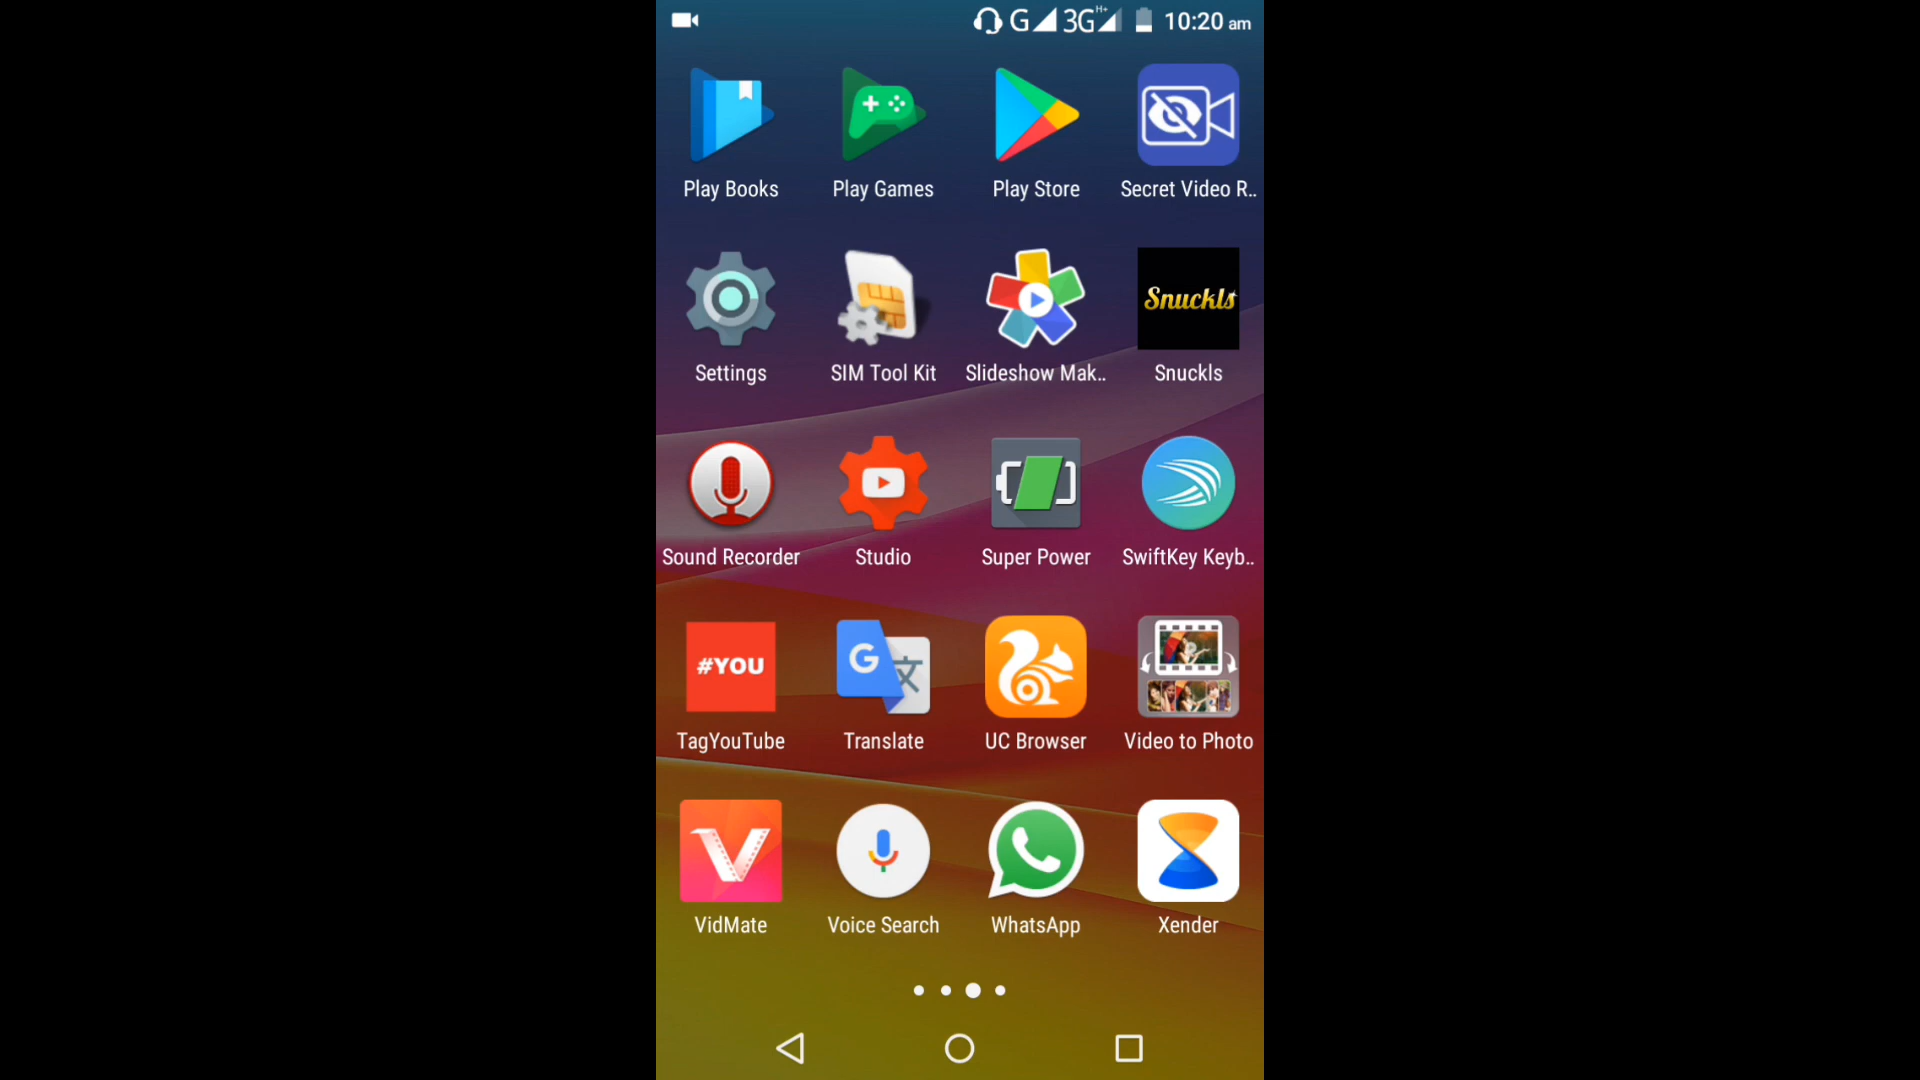 G 3G H+ 10:20 am
Play Books Play Games Play Store Secret Video R..
Snuckls
Settings SIM Tool Kit Slideshow Mak.. Snuckls
Sound Recorder Studio Super Power SwiftKey Keyb..
#YOU G 文
TagYouTube Translate UC Browser Video to Photo
VidMate Voice Search WhatsApp Xender